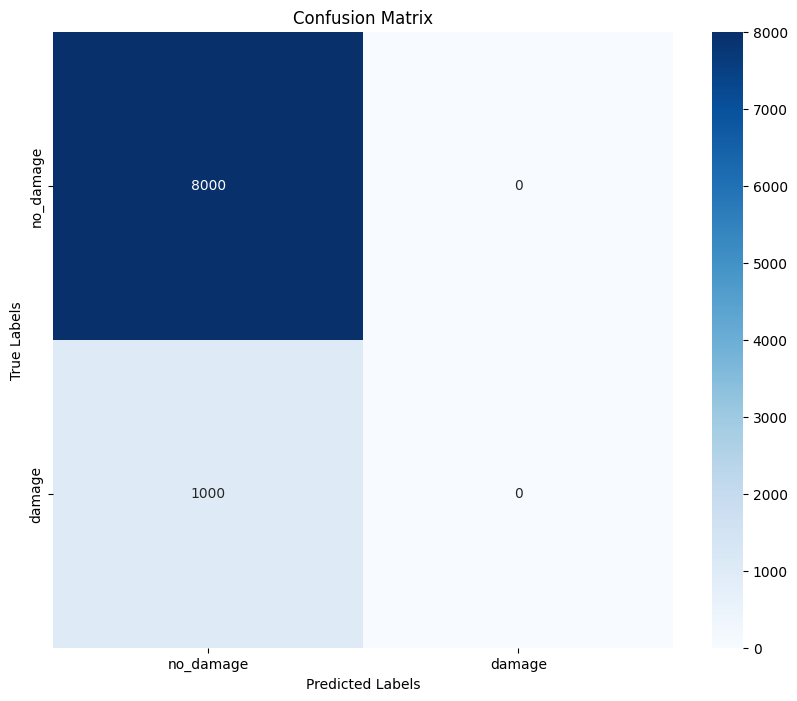 Confusion Matrix
True Labels
no_damage
damage
8000
0
1000
0
no_damage
damage
Predicted Labels
8000
7000
6000
5000
4000
3000
2000
1000
0